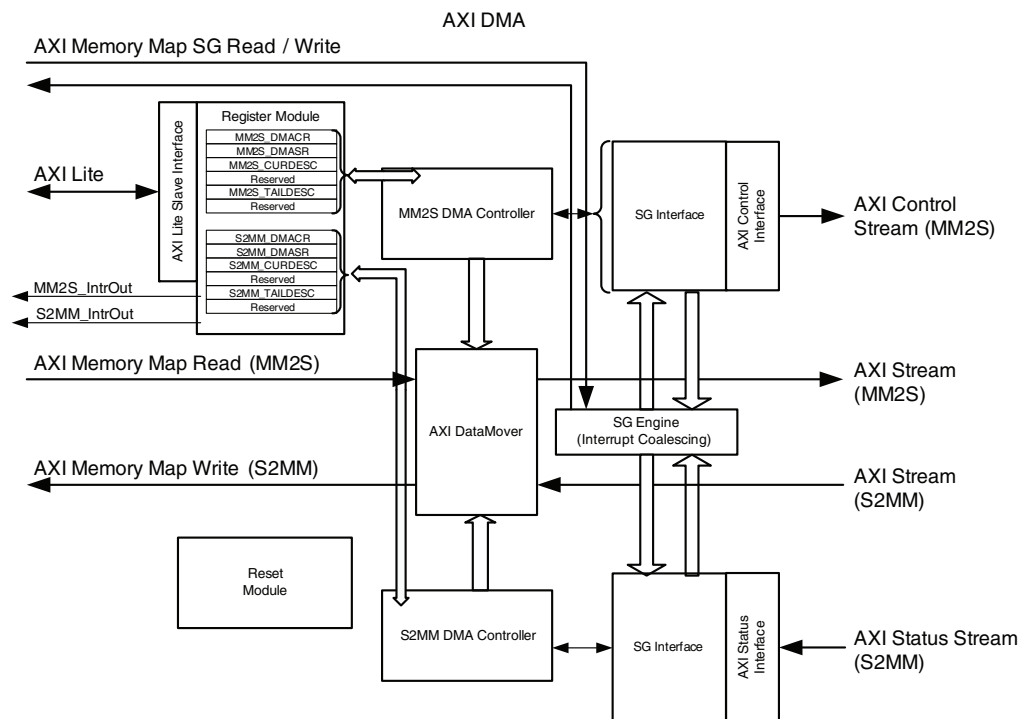 AXI DMA
AXI Memory Map SG Read / Write
AXI Lite Slave Interface
Register Module
MM2S_DMACR
MM2S_DMASR
MM2S_CURDESC
Reserved
MM2S_TAILDESC
Reserved
S2MM_DMACR
S2MM_DMASR
S2MM_CURDESC
Reserved
S2MM_TAILDESC
Reserved
AXI Lite
MM2S_IntrOut
S2MM_IntrOut
MM2S DMA Controller
SG Interface
AXI Control
Interface
AXI Control
Stream (MM2S)
AXI Memory Map Read (MM2S)
AXI DataMover
AXI Stream
(MM2S)
SG Engine
(Interrupt Coalescing)
AXI Memory Map Write (S2MM)
AXI Stream
(S2MM)
Reset
Module
S2MM DMA Controller
SG Interface
AXI Status
Interface
AXI Status Stream
(S2MM)